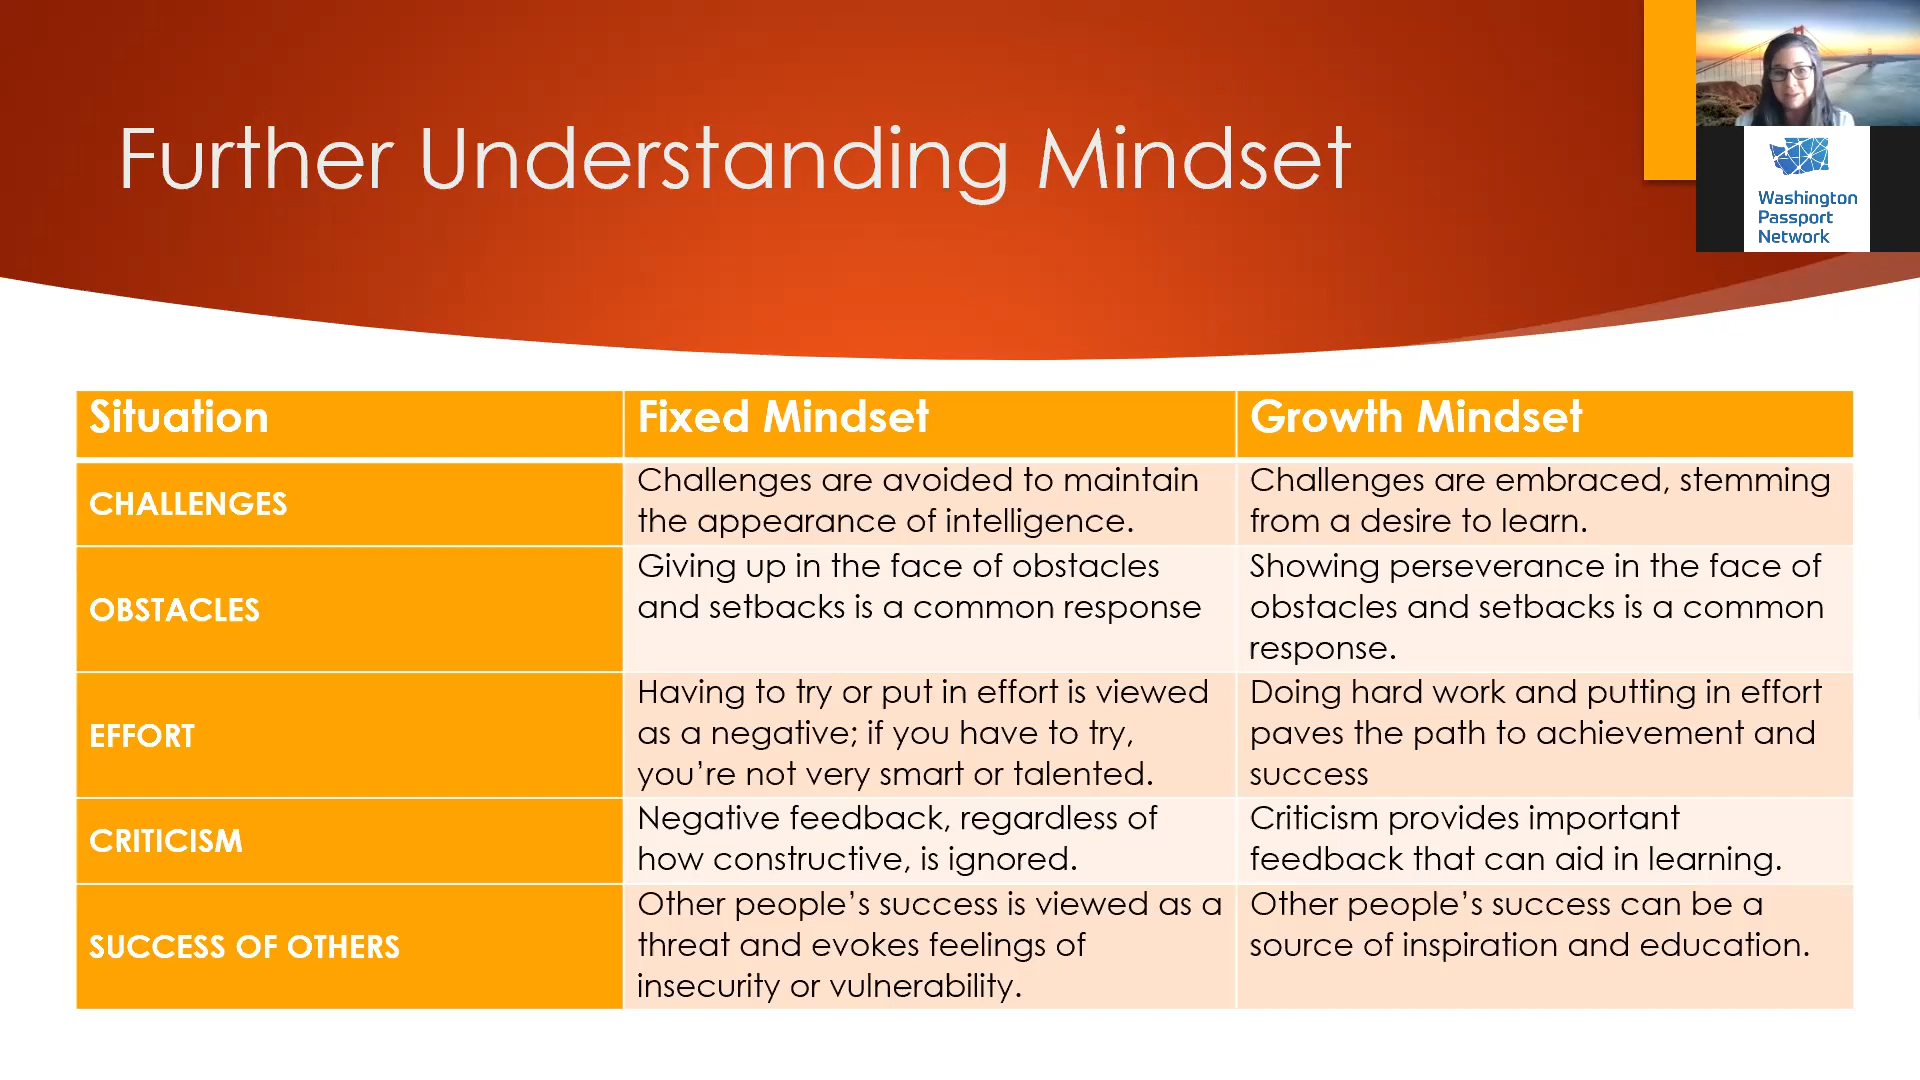 Further Understanding Mindset
Washington
Passport
Network
Situation
Fixed Mindset
Growth Mindset
CHALLENGES
Challenges are avoided to maintain
the appearance of intelligence.
Challenges are embraced, stemming
from a desire to learn.
OBSTACLES
Giving up in the face of obstacles
and setbacks is a common response
Showing perseverance in the face of
obstacles and setbacks is a common
response.
EFFORT
Having to try or put in effort is viewed
as a negative; if you have to try,
you’re not very smart or talented.
Doing hard work and putting in effort
paves the path to achievement and
success
CRITICISM
Negative feedback, regardless of
how constructive, is ignored.
Criticism provides important
feedback that can aid in learning.
SUCCESS OF OTHERS
Other people’s success is viewed as a
threat and evokes feelings of
insecurity or vulnerability.
Other people’s success can be a
source of inspiration and education.